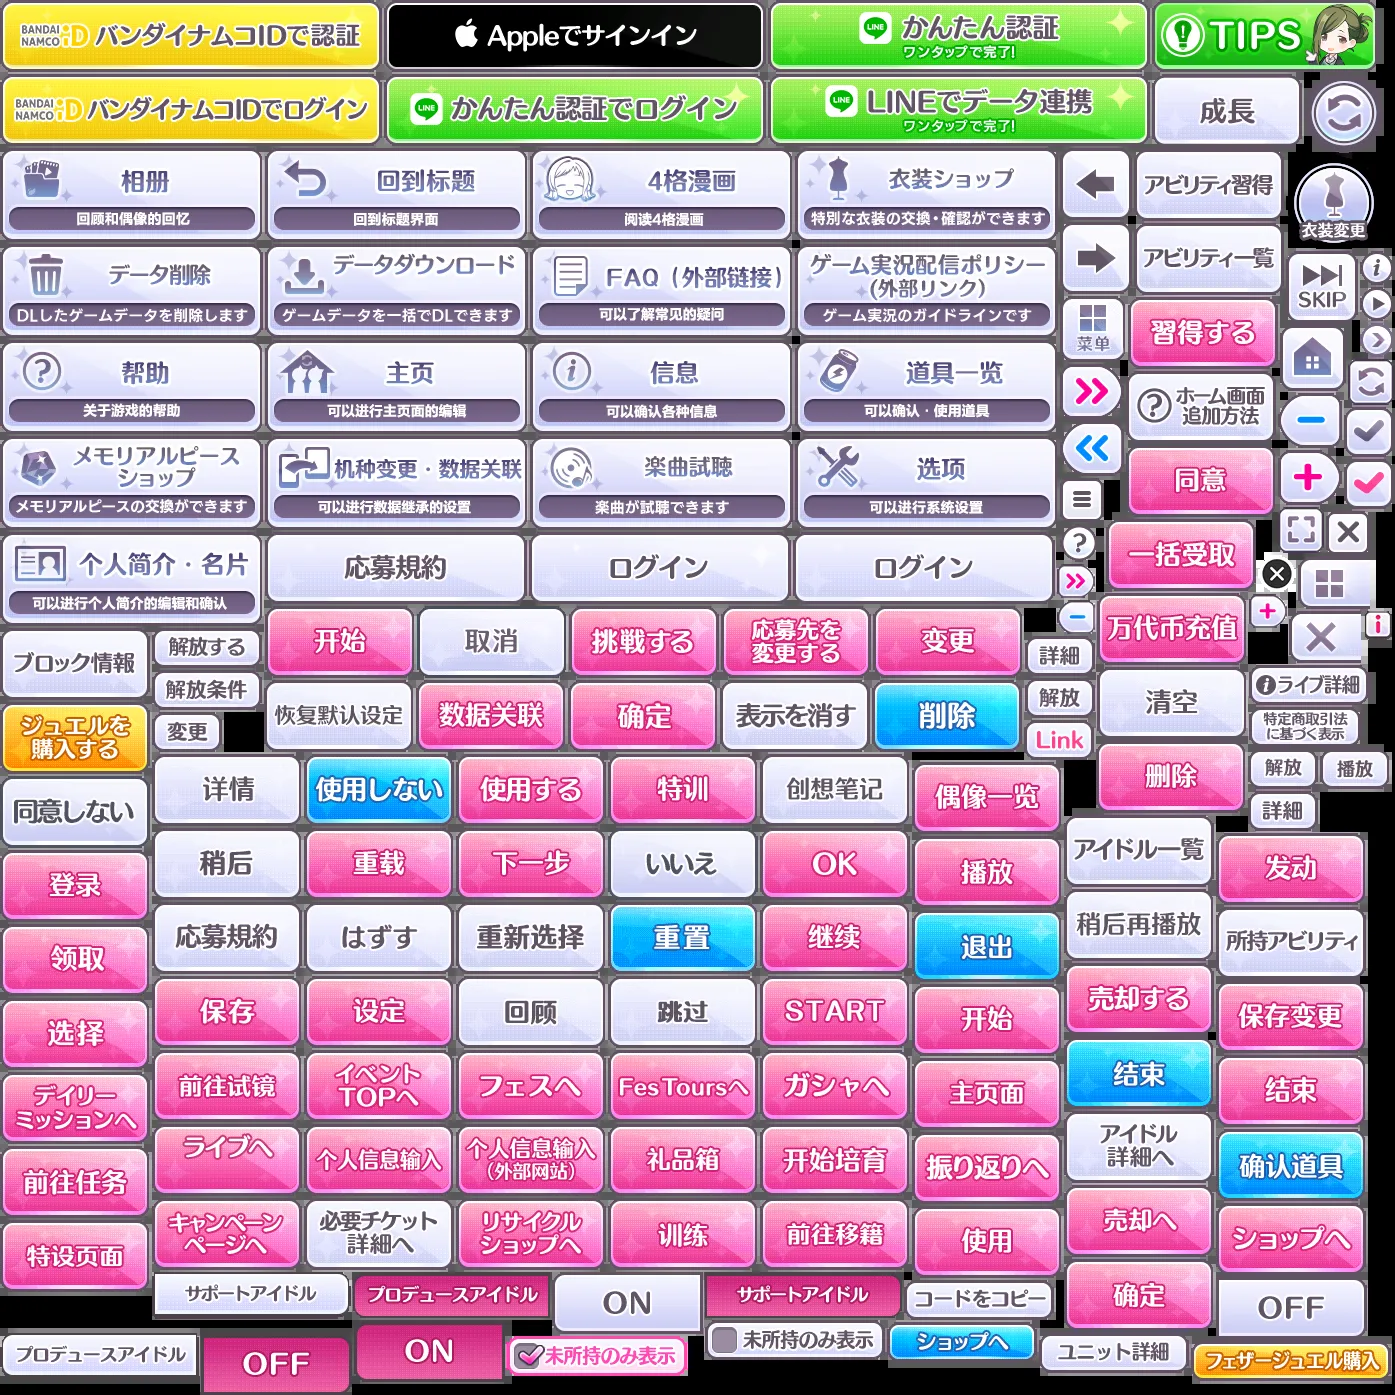 BANDAI NAMCO iD バンダイナムコIDで認証
Appleでサインイン
LINE かんたん認証
ワンタップで完了!
TIPS
BANDAI NAMCO iD バンダイナムコIDでログイン
LINE かんたん認証でログイン
LINE LINEでデータ連携
ワンタップで完了!
成長
相册
回顾和偶像的回忆
回到标题
回到标题界面
4格漫画
阅读4格漫画
衣装ショップ
特別な衣装の交換・確認ができます
アビリティ習得
衣装変更
データ削除
DLしたゲームデータを削除します
データダウンロード
ゲームデータを一括でDLできます
FAQ（外部链接）
可以了解常见的疑问
ゲーム実況配信ポリシー
(外部リンク)
ゲーム実況のガイドラインです
アビリティ一覧
SKIP
菜单
習得する
帮助
关于游戏的帮助
主页
可以进行主页面的编辑
信息
可以确认各种信息
道具一览
可以确认・使用道具
ホーム画面
追加方法
メモリアルピース
ショップ
メモリアルピースの交換ができます
机种变更・数据关联
可以进行数据继承的设置
楽曲試聴
楽曲が試聴できます
选项
可以进行系统设置
同意
个人简介・名片
可以进行个人简介的编辑和确认
応募規約
ログイン
ログイン
一括受取
ブロック情報
解放する
开始
取消
挑戦する
応募先を
変更する
变更
詳細
万代币充值
解放条件
ジュエルを
購入する
変更
恢复默认设定
数据关联
确定
表示を消す
削除
解放
Link
清空
ライブ詳細
特定商取引法
に基づく表示
同意しない
详情
使用しない
使用する
特训
创想笔记
偶像一览
删除
解放
播放
詳細
登录
稍后
重载
下一步
いいえ
OK
播放
アイドル一覧
发动
领取
応募規約
はずす
重新选择
重置
继续
退出
稍后再播放
所持アビリティ
选择
保存
设定
回顾
跳过
START
开始
売却する
保存变更
デイリー
ミッションへ
前往试镜
イベント
TOPへ
フェスへ
Fes Toursへ
ガシャへ
主页面
结束
结束
前往任务
ライブへ
个人信息输入
个人信息输入
（外部网站）
礼品箱
开始培育
振り返りへ
アイドル
詳細へ
确认道具
特设页面
キャンペーン
ページへ
必要チケット
詳細へ
リサイクル
ショップへ
训练
前往移籍
使用
売却へ
ショップへ
サポートアイドル
プロデュースアイドル
ON
サポートアイドル
コードをコピー
确定
OFF
プロデュースアイドル
OFF
ON
未所持のみ表示
未所持のみ表示
ショップへ
ユニット詳細
フェザージュエル購入